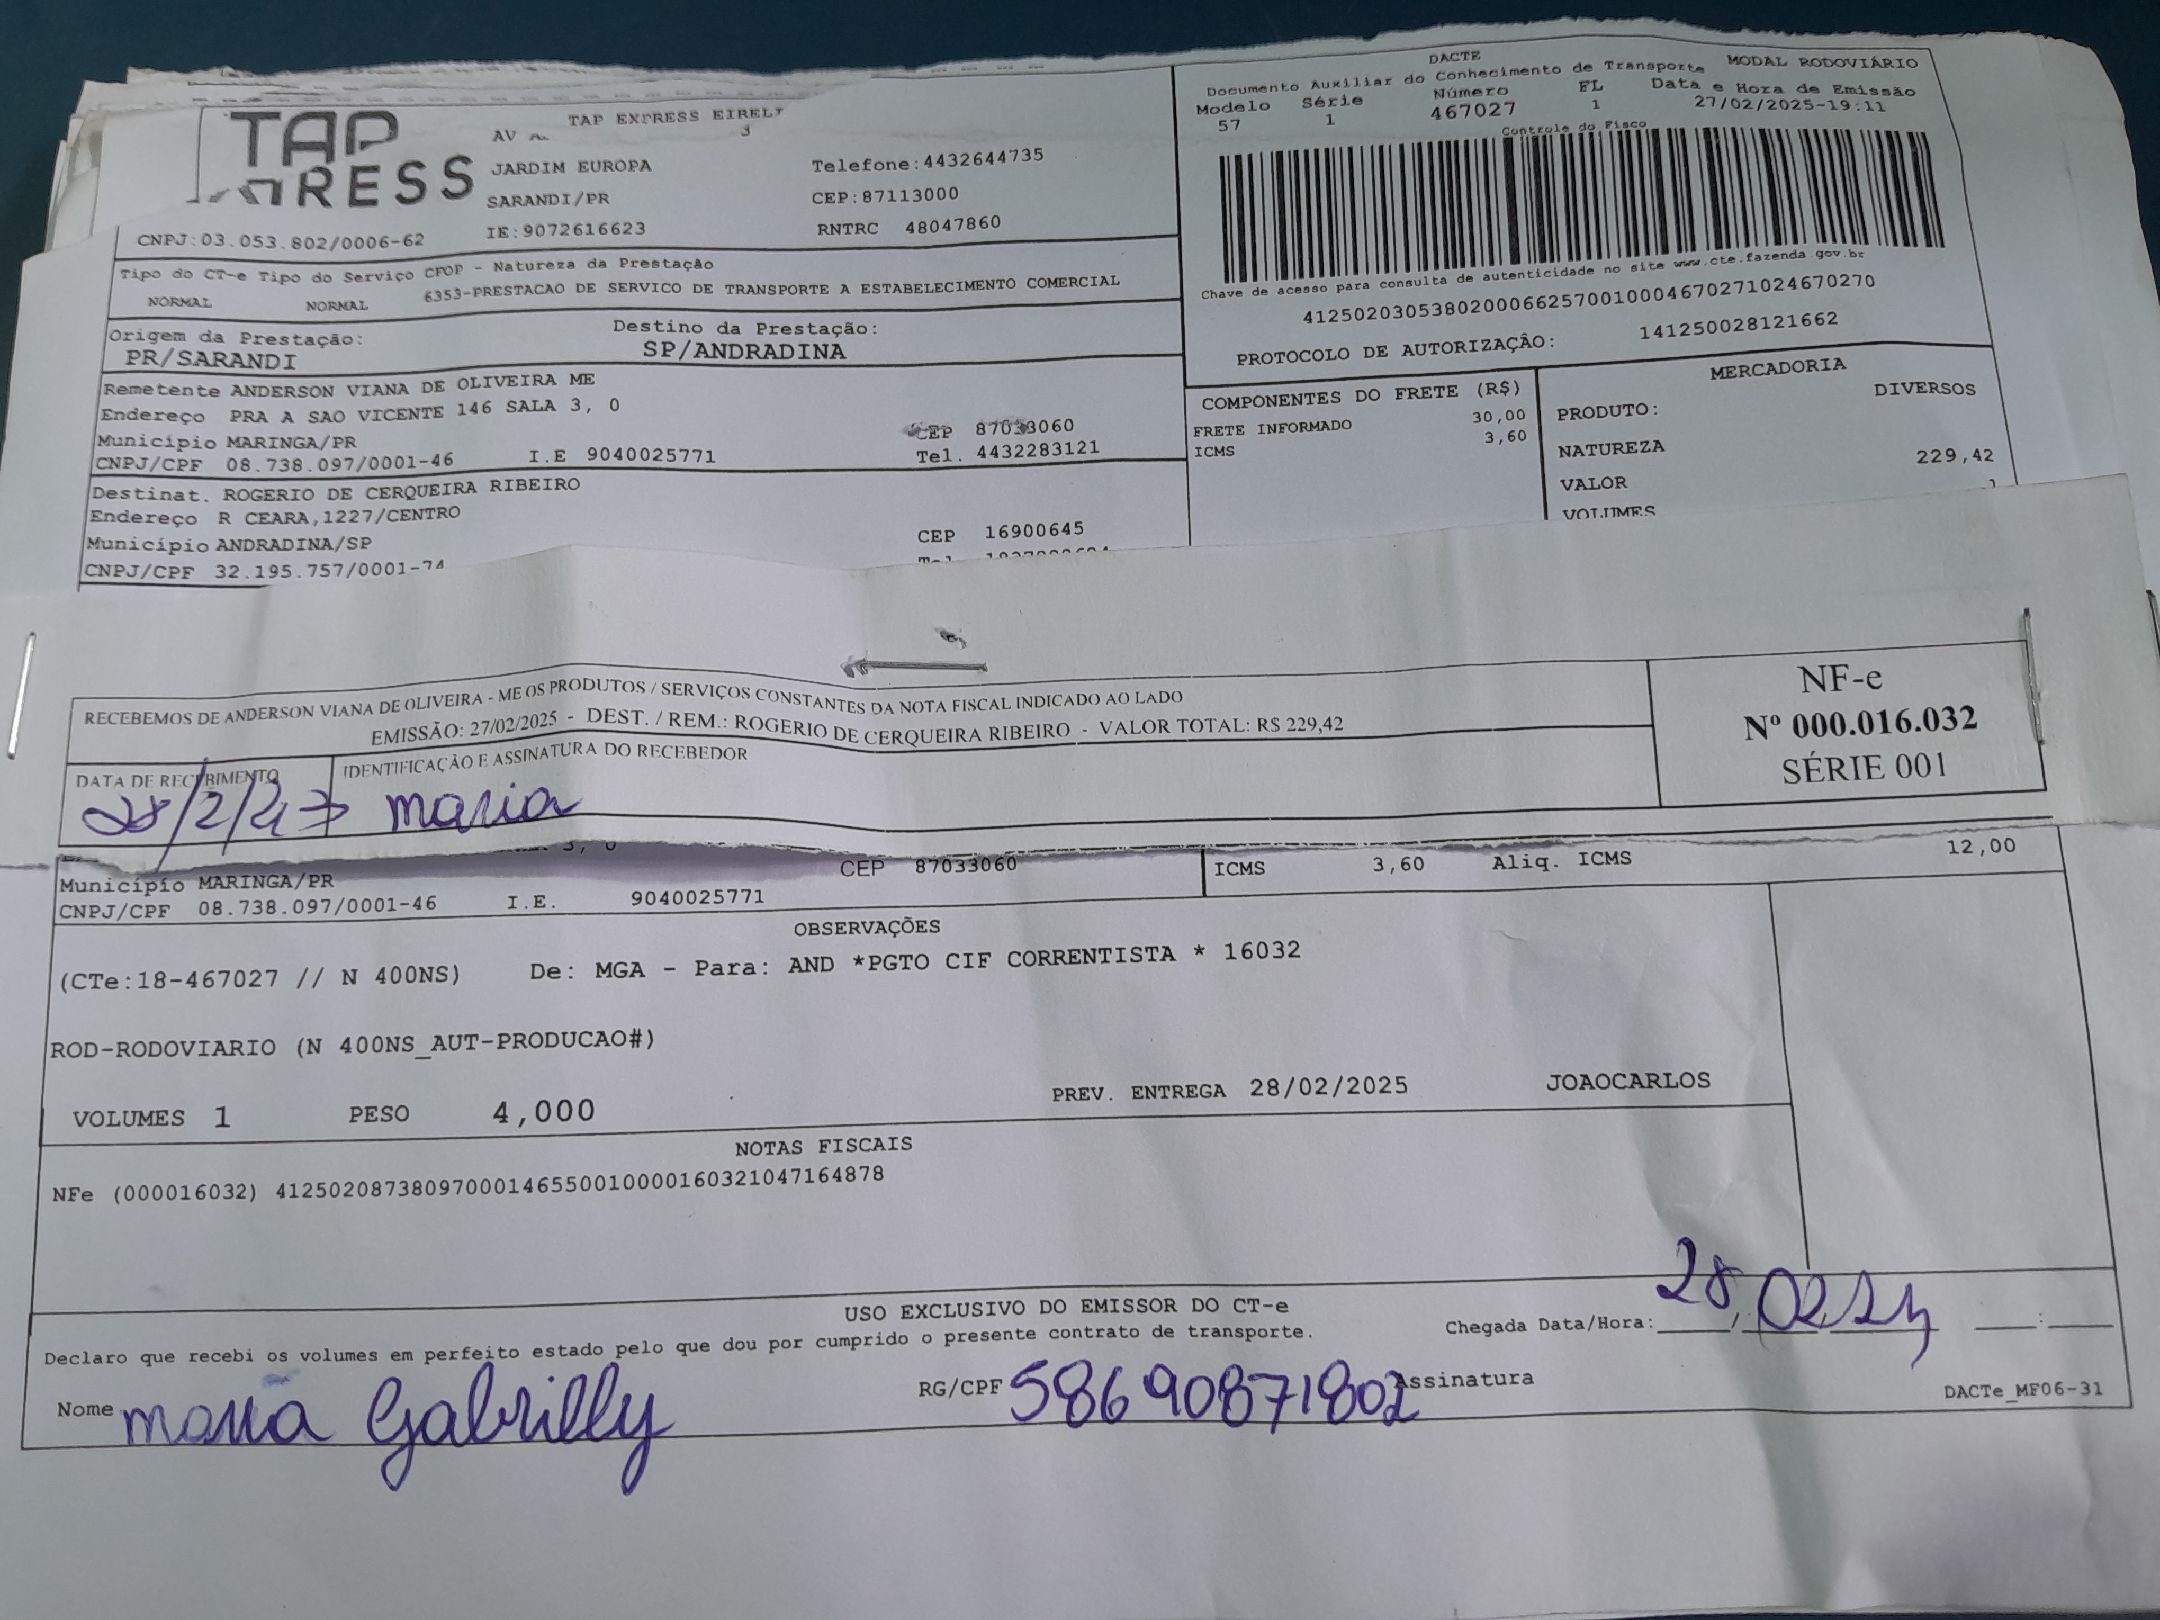 TAP
RESS
TAP EXPRESS EIRELI
AV
JARDIM EUROPA
Telefone:4432644735
SARANDI/PR
CEP:87113000
CNPJ:03.053.802/0006-62
IE:9072616623
RNTRC 48047860
DACTE
Documento Auxiliar do Conhecimento de Transporte MODAL RODOVIÁRIO
Modelo Série Número FL Data e Hora de Emissão
57 1 467027 1 27/02/2025-19:11
Controle do Fisco
Chave de acesso para consulta de autenticidade no site www.cte.fazenda.gov.br
41250203053802000662570010004670271024670270
PROTOCOLO DE AUTORIZAÇÃO: 141250028121662
Tipo do CT-e Tipo do Serviço CFOP - Natureza da Prestação
NORMAL NORMAL 6353-PRESTACAO DE SERVICO DE TRANSPORTE A ESTABELECIMENTO COMERCIAL
Origem da Prestação: Destino da Prestação:
PR/SARANDI SP/ANDRADINA
Remetente ANDERSON VIANA DE OLIVEIRA ME
Endereço PRA A SAO VICENTE 146 SALA 3, 0
Município MARINGA/PR CEP 87033060
CNPJ/CPF 08.738.097/0001-46 I.E 9040025771 Tel. 4432283121
Destinat. ROGERIO DE CERQUEIRA RIBEIRO
Endereço R CEARA,1227/CENTRO
Município ANDRADINA/SP CEP 16900645
CNPJ/CPF 32.195.757/0001-74
COMPONENTES DO FRETE (R$)
FRETE INFORMADO 30,00
ICMS 3,60
MERCADORIA
PRODUTO: DIVERSOS
NATUREZA
VALOR 229,42
VOLUMES
RECEBEMOS DE ANDERSON VIANA DE OLIVEIRA - ME OS PRODUTOS / SERVIÇOS CONSTANTES DA NOTA FISCAL INDICADO AO LADO
EMISSÃO: 27/02/2025 - DEST. / REM.: ROGERIO DE CERQUEIRA RIBEIRO - VALOR TOTAL: R$ 229,42
DATA DE RECEBIMENTO IDENTIFICAÇÃO E ASSINATURA DO RECEBEDOR
maria
NF-e
Nº 000.016.032
SÉRIE 001
Município MARINGA/PR CEP 87033060 ICMS 3,60 Aliq. ICMS 12,00
CNPJ/CPF 08.738.097/0001-46 I.E. 9040025771
OBSERVAÇÕES
(CTe:18-467027 // N 400NS) De: MGA - Para: AND *PGTO CIF CORRENTISTA * 16032
ROD-RODOVIARIO (N 400NS_AUT-PRODUCAO#)
VOLUMES 1 PESO 4,000 PREV. ENTREGA 28/02/2025 JOAOCARLOS
NOTAS FISCAIS
NFe (000016032) 41250208738097000146550010000160321047164878
USO EXCLUSIVO DO EMISSOR DO CT-e
Declaro que recebi os volumes em perfeito estado pelo que dou por cumprido o presente contrato de transporte. Chegada Data/Hora:
Nome maria Gabrilly RG/CPF 58690871802 Assinatura
DACTe_MF06-31